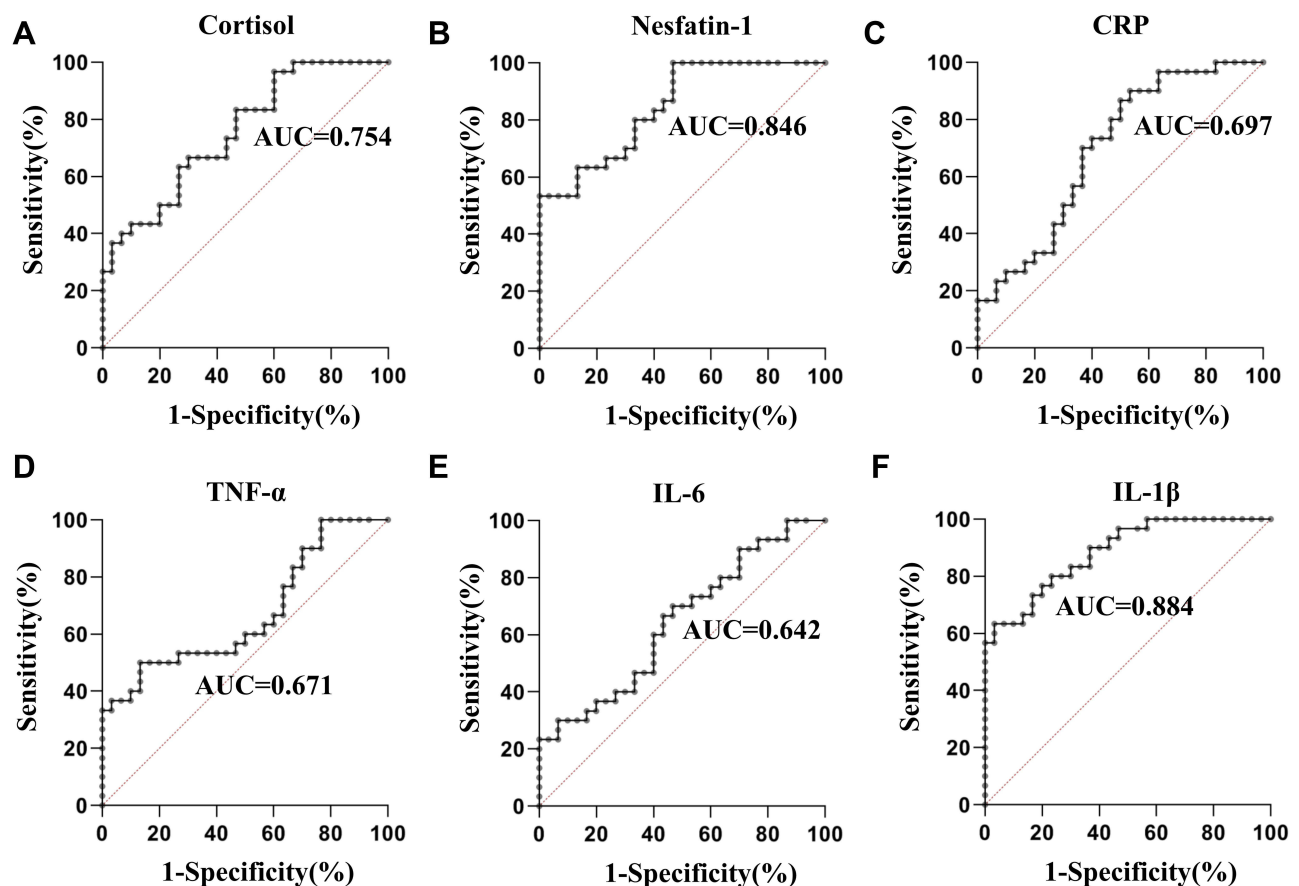 A
Cortisol
100
80
60
40
20
0
Sensitivity(%)
AUC=0.754
0 20 40 60 80 100
1-Specificity(%)
B
Nesfatin-1
100
80
60
40
20
0
Sensitivity(%)
AUC=0.846
0 20 40 60 80 100
1-Specificity(%)
C
CRP
100
80
60
40
20
0
Sensitivity(%)
AUC=0.697
0 20 40 60 80 100
1-Specificity(%)
D
TNF-α
100
80
60
40
20
0
Sensitivity(%)
AUC=0.671
0 20 40 60 80 100
1-Specificity(%)
E
IL-6
100
80
60
40
20
0
Sensitivity(%)
AUC=0.642
0 20 40 60 80 100
1-Specificity(%)
F
IL-1β
100
80
60
40
20
0
Sensitivity(%)
AUC=0.884
0 20 40 60 80 100
1-Specificity(%)